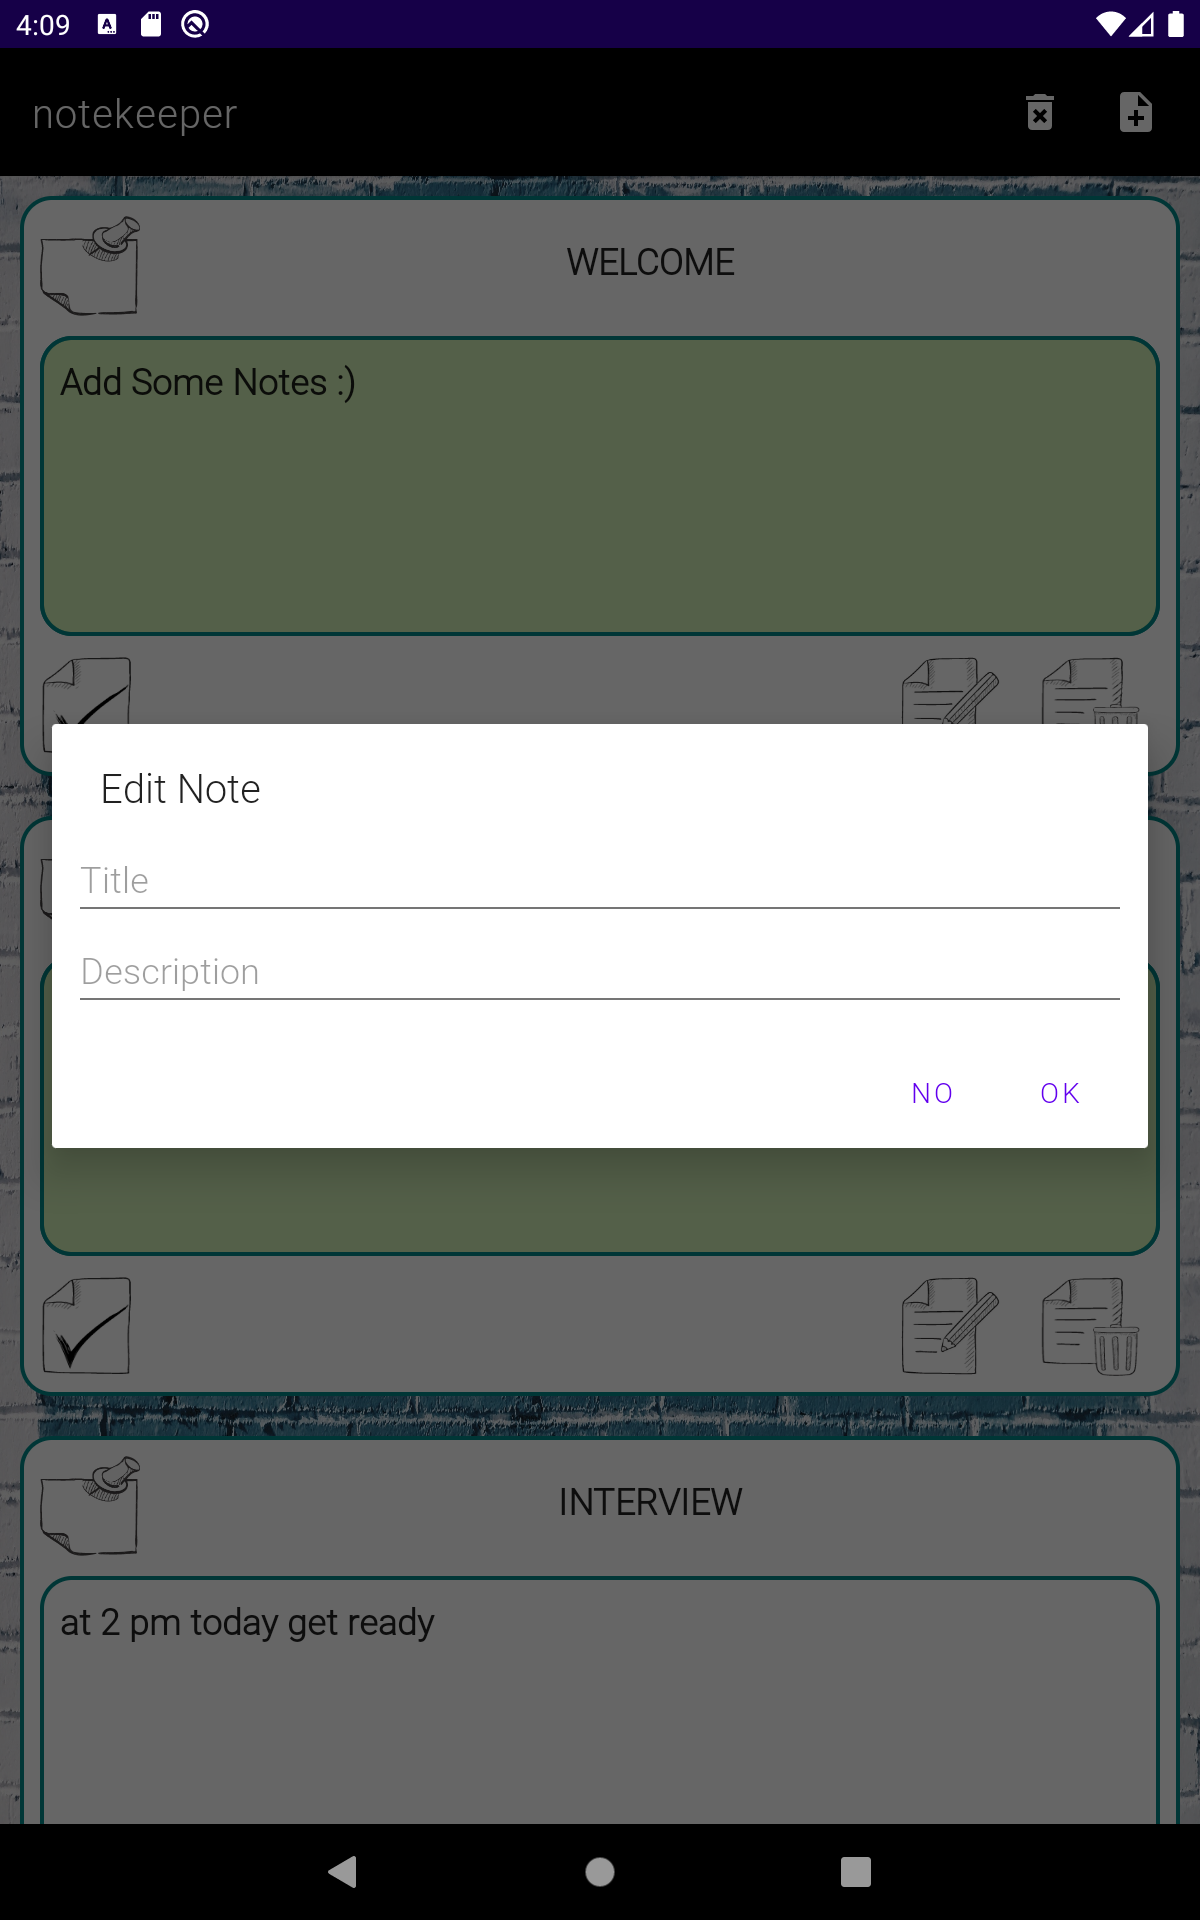 4:09
notekeeper
WELCOME
Add Some Notes :)
Edit Note
Title
Description
NO OK
INTERVIEW
at 2 pm today get ready